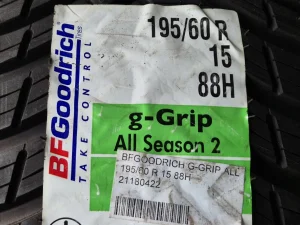 BFGoodrich
Tires
TAKE CONTROL
195/60 R
15
88H
g-Grip
All Season 2
BFGOODRICH G-GRIP ALL
195/60 R 15 88H
21180422